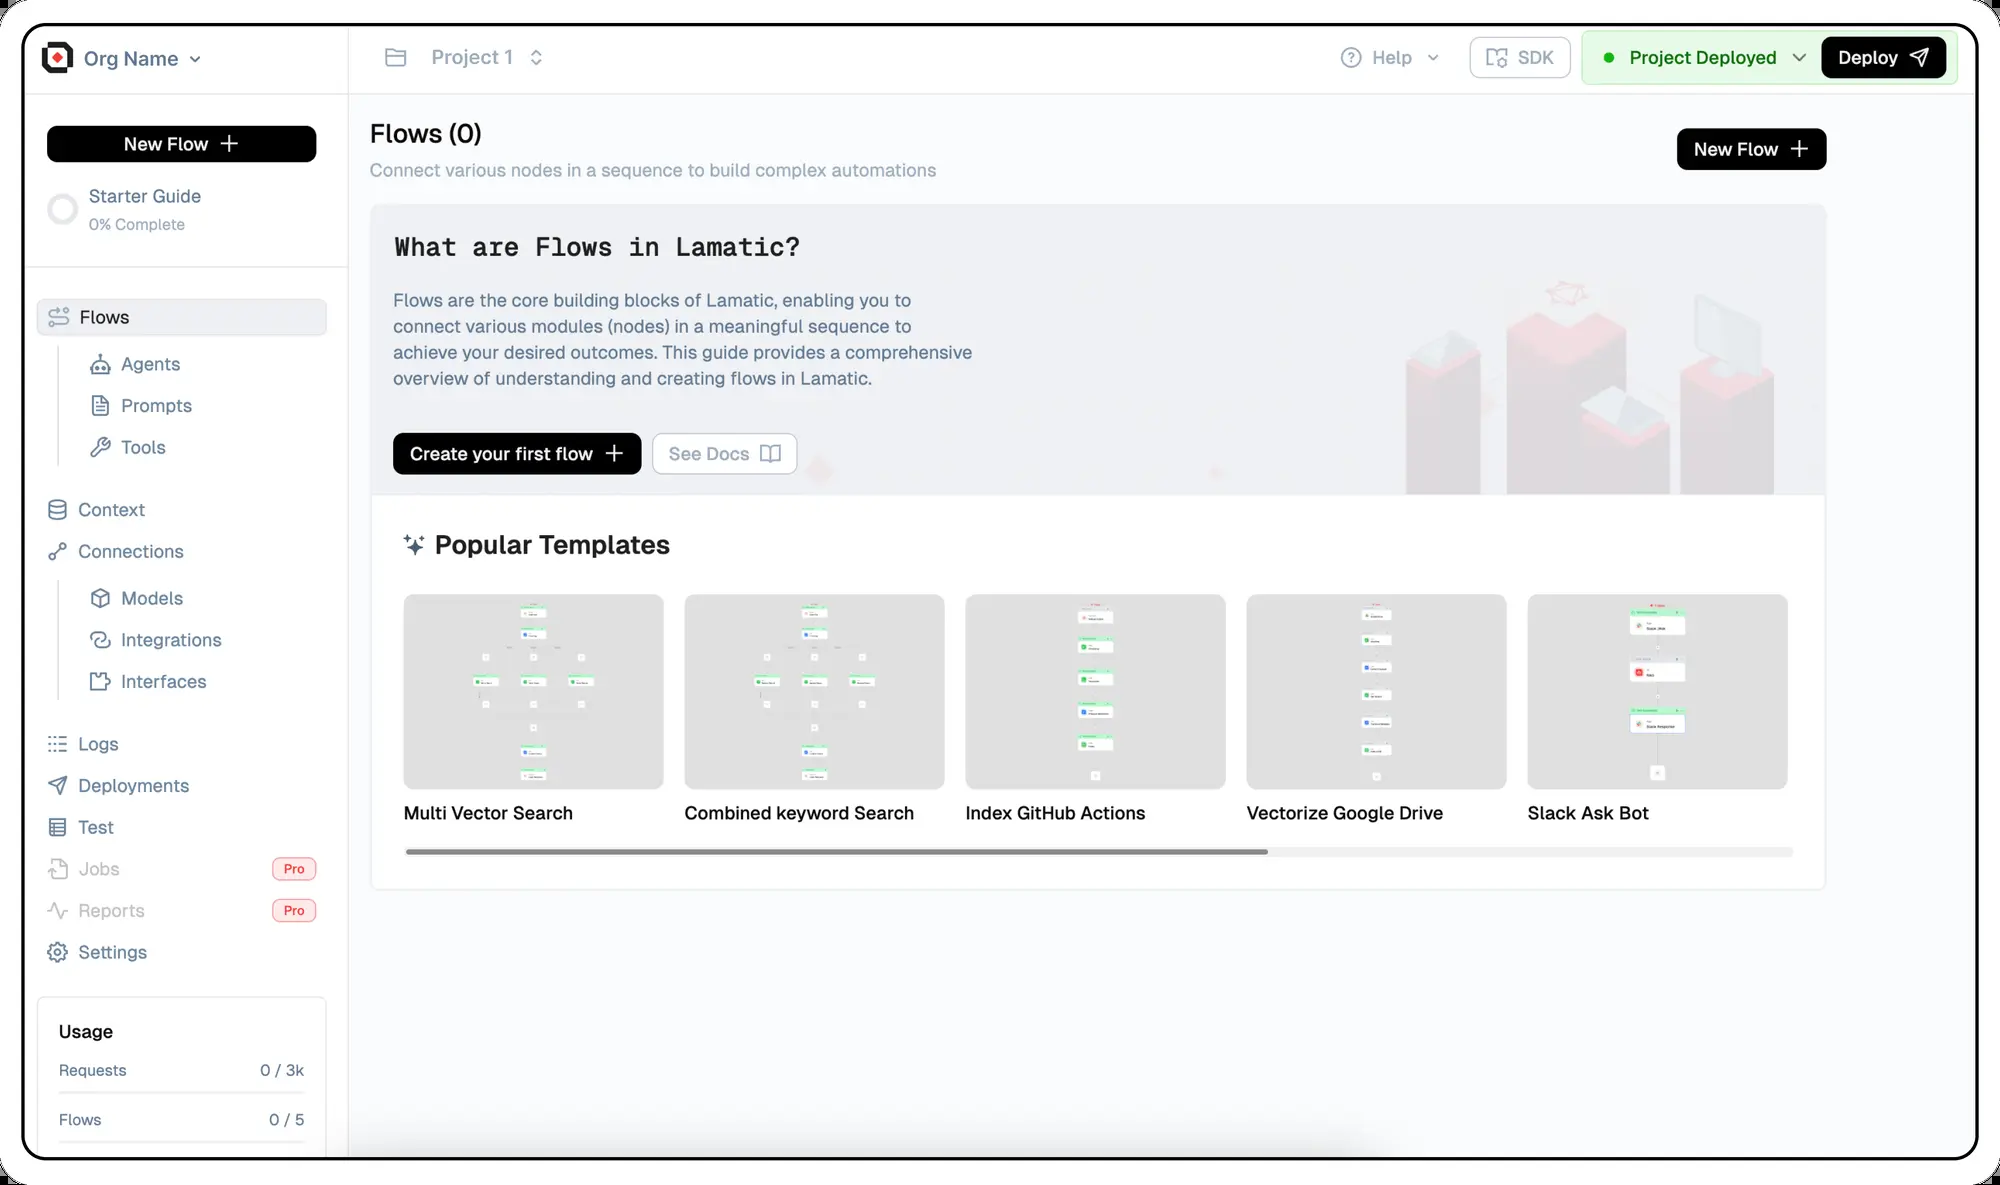 Org Name
Project 1
Help
SDK
Project Deployed
Deploy
New Flow
Starter Guide
0% Complete
Flows
Agents
Prompts
Tools
Context
Connections
Models
Integrations
Interfaces
Logs
Deployments
Test
Jobs Pro
Reports Pro
Settings
Usage
Requests 0 / 3k
Flows 0 / 5
Flows (0)
Connect various nodes in a sequence to build complex automations
New Flow
What are Flows in Lamatic?
Flows are the core building blocks of Lamatic, enabling you to
connect various modules (nodes) in a meaningful sequence to
achieve your desired outcomes. This guide provides a comprehensive
overview of understanding and creating flows in Lamatic.
Create your first flow
See Docs
Popular Templates
Multi Vector Search
Combined keyword Search
Index GitHub Actions
Vectorize Google Drive
Slack Ask Bot